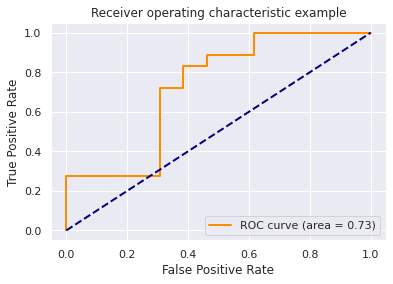 Receiver operating characteristic example
True Positive Rate
1.0
0.8
0.6
0.4
0.2
0.0
ROC curve (area = 0.73)
0.0 0.2 0.4 0.6 0.8 1.0
False Positive Rate